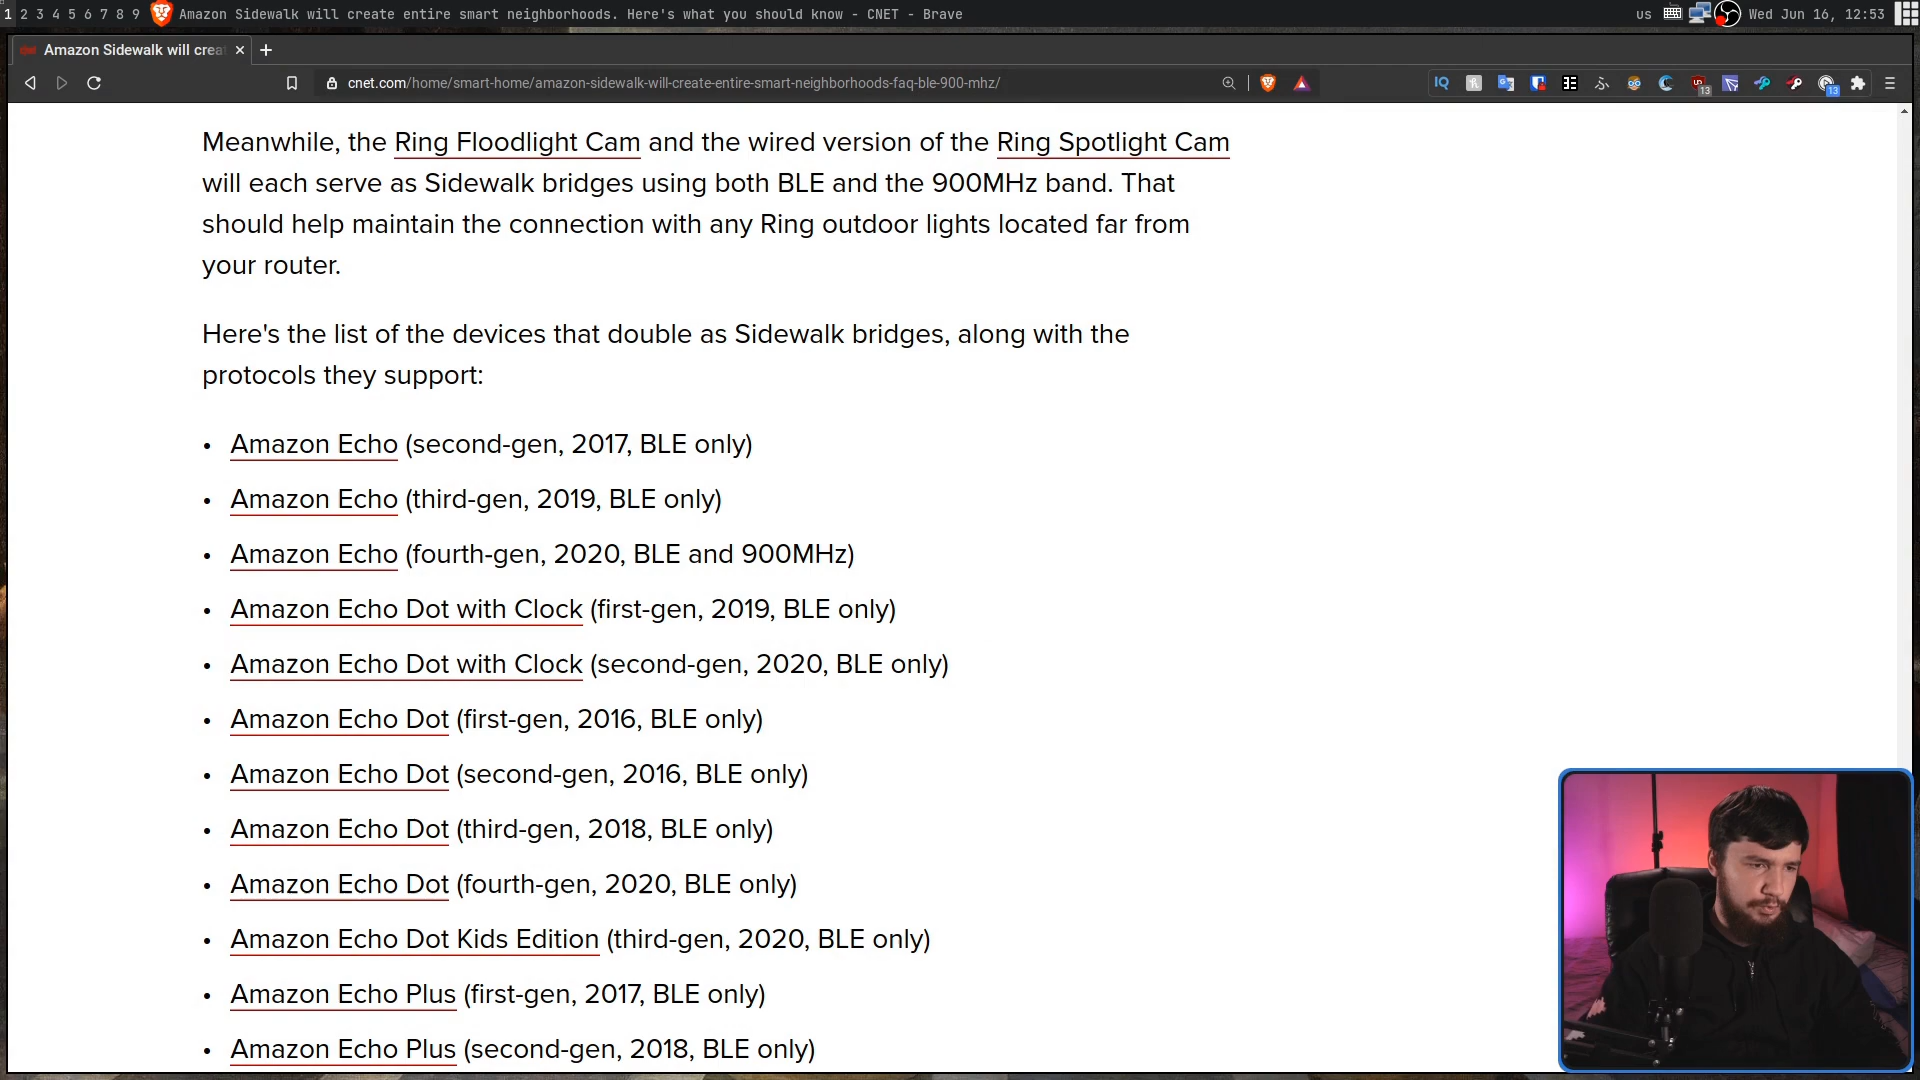 1 2 3 4 5 6 7 8 9 Amazon Sidewalk will create entire smart neighborhoods. Here's what you should know - CNET - Brave
us Wed Jun 16, 12:53
Amazon Sidewalk will crea
cnet.com/home/smart-home/amazon-sidewalk-will-create-entire-smart-neighborhoods-faq-ble-900-mhz/
IQ
13
13
Meanwhile, the Ring Floodlight Cam and the wired version of the Ring Spotlight Cam
will each serve as Sidewalk bridges using both BLE and the 900MHz band. That
should help maintain the connection with any Ring outdoor lights located far from
your router.
Here's the list of the devices that double as Sidewalk bridges, along with the
protocols they support:
• Amazon Echo (second-gen, 2017, BLE only)
• Amazon Echo (third-gen, 2019, BLE only)
• Amazon Echo (fourth-gen, 2020, BLE and 900MHz)
• Amazon Echo Dot with Clock (first-gen, 2019, BLE only)
• Amazon Echo Dot with Clock (second-gen, 2020, BLE only)
• Amazon Echo Dot (first-gen, 2016, BLE only)
• Amazon Echo Dot (second-gen, 2016, BLE only)
• Amazon Echo Dot (third-gen, 2018, BLE only)
• Amazon Echo Dot (fourth-gen, 2020, BLE only)
• Amazon Echo Dot Kids Edition (third-gen, 2020, BLE only)
• Amazon Echo Plus (first-gen, 2017, BLE only)
• Amazon Echo Plus (second-gen, 2018, BLE only)